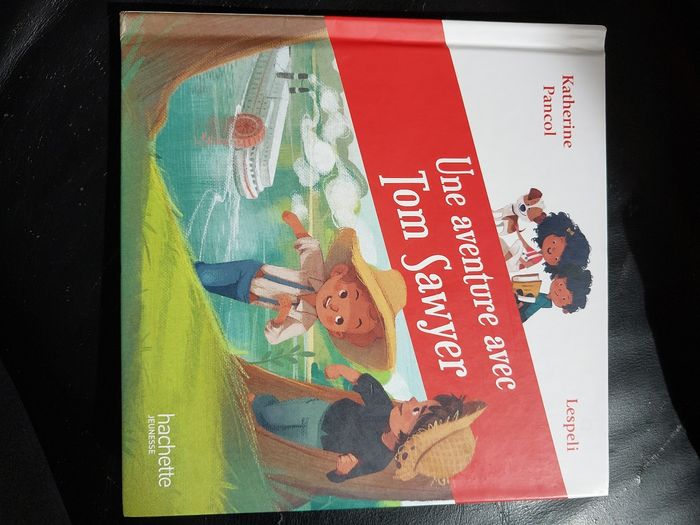 Katherine
Pancol
Lespeli
Une aventure avec
Tom Sawyer
hachette
JEUNESSE